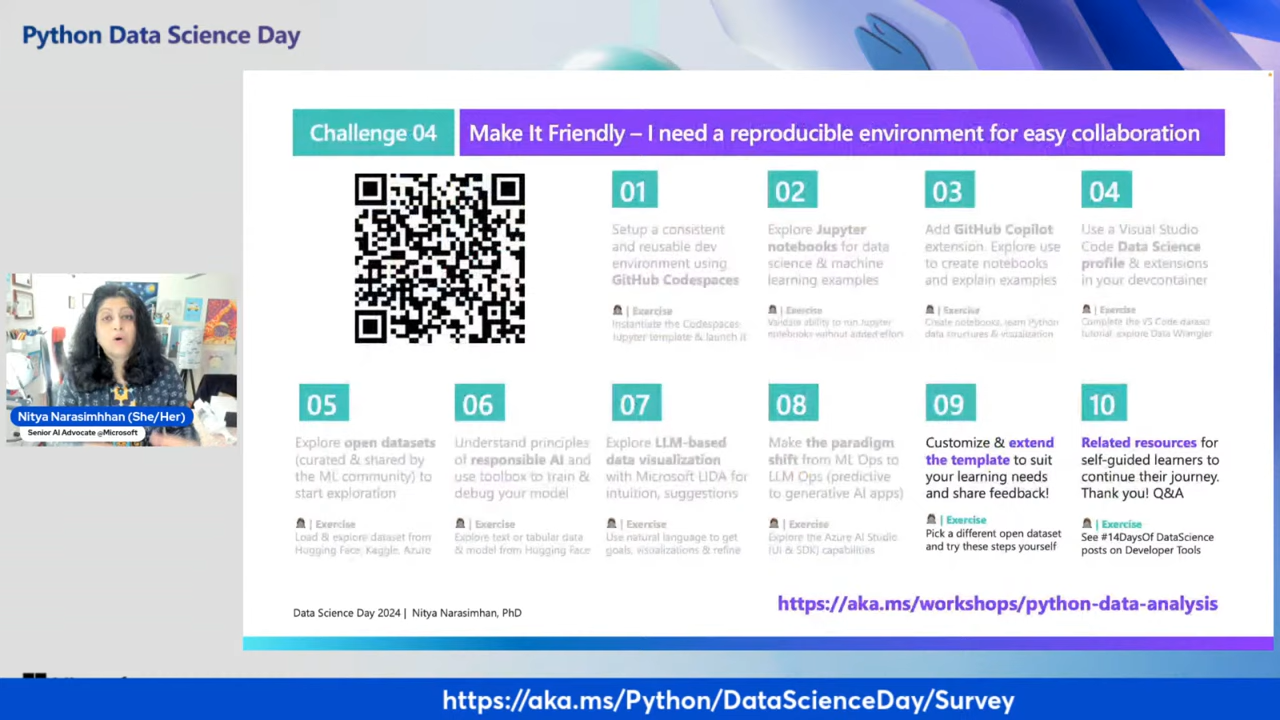 Python Data Science Day
Challenge 04
Make It Friendly – I need a reproducible environment for easy collaboration
01
Setup a consistent
and reusable dev
environment using
GitHub Codespaces
| Exercise
Instantiate the Codespaces
Jupyter template & launch it
02
Explore Jupyter
notebooks for data
science & machine
learning examples
| Exercise
Validate ability to run Jupyter
notebooks without added effort
03
Add GitHub Copilot
extension. Explore use
to create notebooks
and explain examples
| Exercise
Create notebooks, learn Python
data structures & visualization
04
Use a Visual Studio
Code Data Science
profile & extensions
in your devcontainer
| Exercise
Complete the VS Code dataset
tutorial, explore Data Wrangler
05
Explore open datasets
(curated & shared by
the ML community) to
start exploration
| Exercise
Load & explore dataset from
Hugging Face, Kaggle, Azure
06
Understand principles
of responsible AI and
use toolbox to train &
debug your model
| Exercise
Explore text or tabular data
& model from Hugging Face
07
Explore LLM-based
data visualization
with Microsoft LIDA for
intuition, suggestions
| Exercise
Use natural language to get
goals, visualizations & refine
08
Make the paradigm
shift from ML Ops to
LLM Ops (predictive
to generative AI apps)
| Exercise
Explore the Azure AI Studio
(UI & SDK) capabilities
09
Customize & extend
the template to suit
your learning needs
and share feedback!
| Exercise
Pick a different open dataset
and try these steps yourself
10
Related resources for
self-guided learners to
continue their journey.
Thank you! Q&A
| Exercise
See #14DaysOf DataScience
posts on Developer Tools
Nitya Narasimhhan (She/Her)
Senior AI Advocate @Microsoft
Data Science Day 2024 | Nitya Narasimhan, PhD
https://aka.ms/workshops/python-data-analysis
https://aka.ms/Python/DataScienceDay/Survey